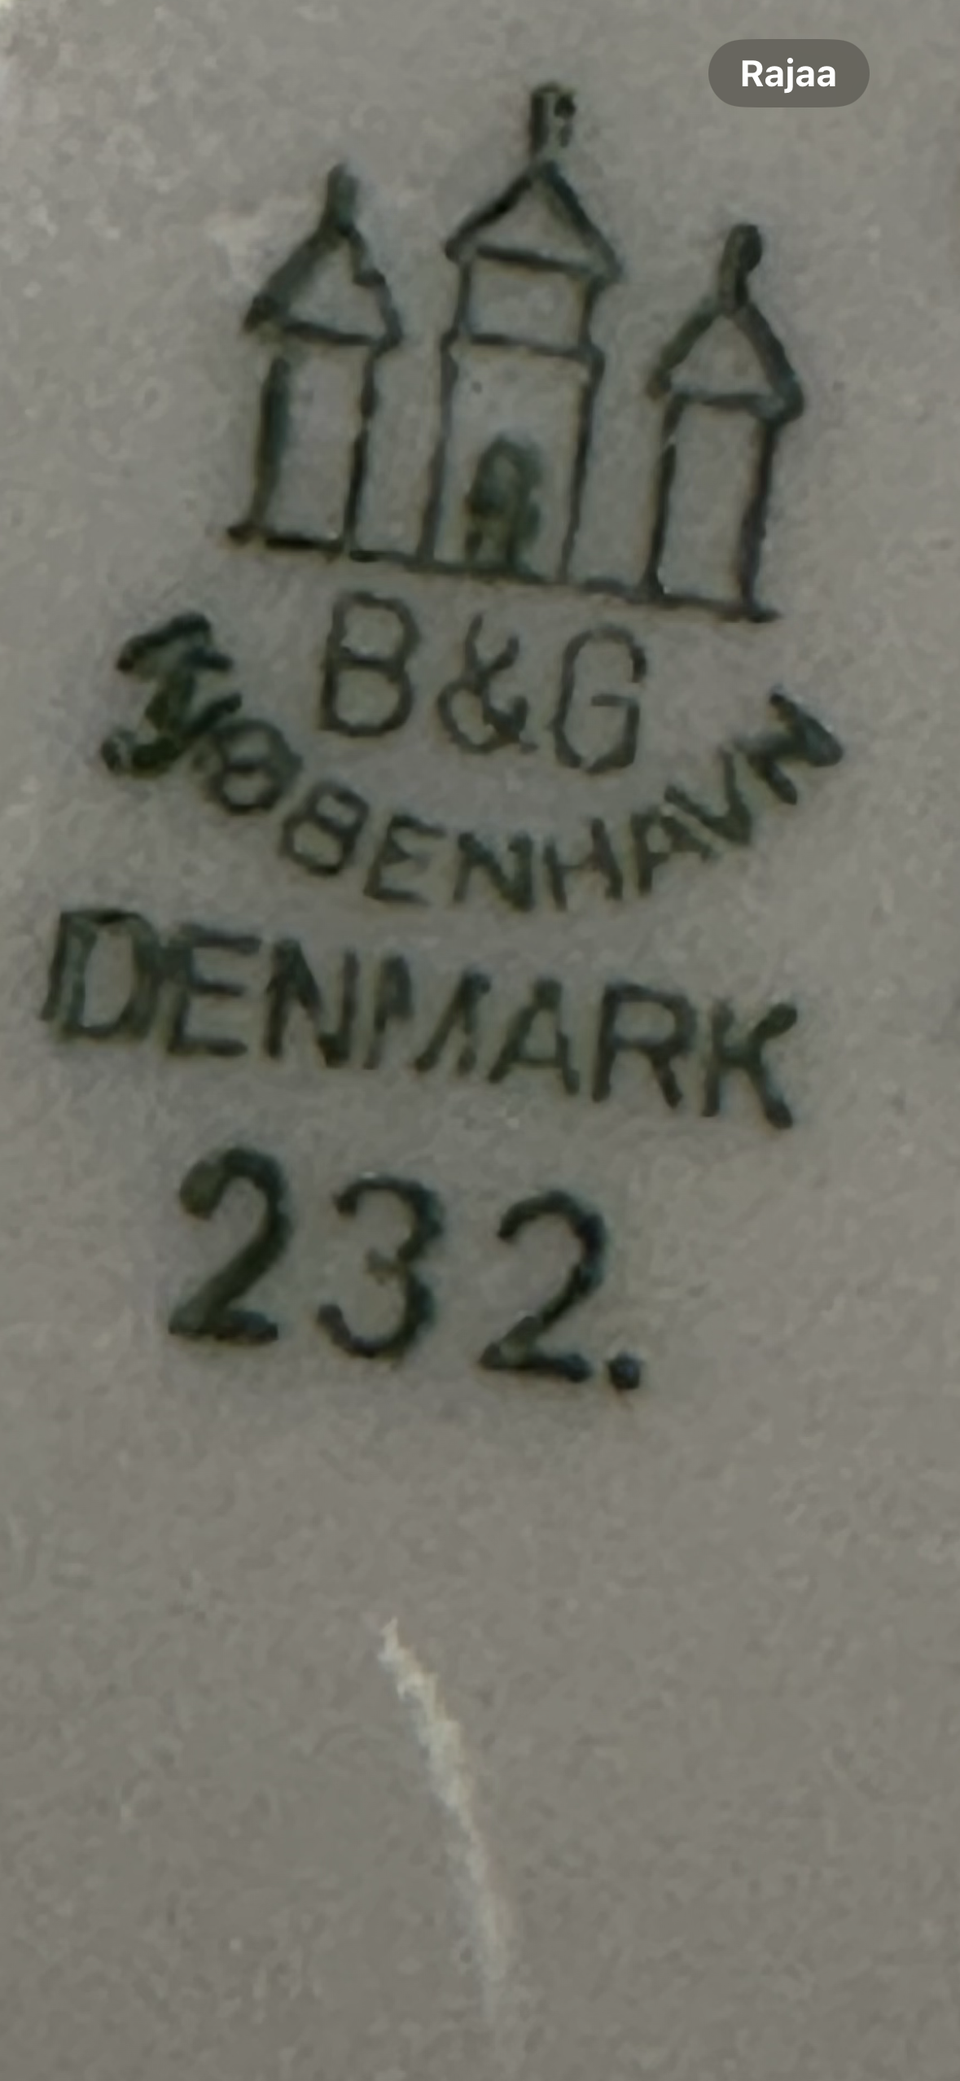 Rajaa
B&G
KJØBENHAVN
DENMARK
232.